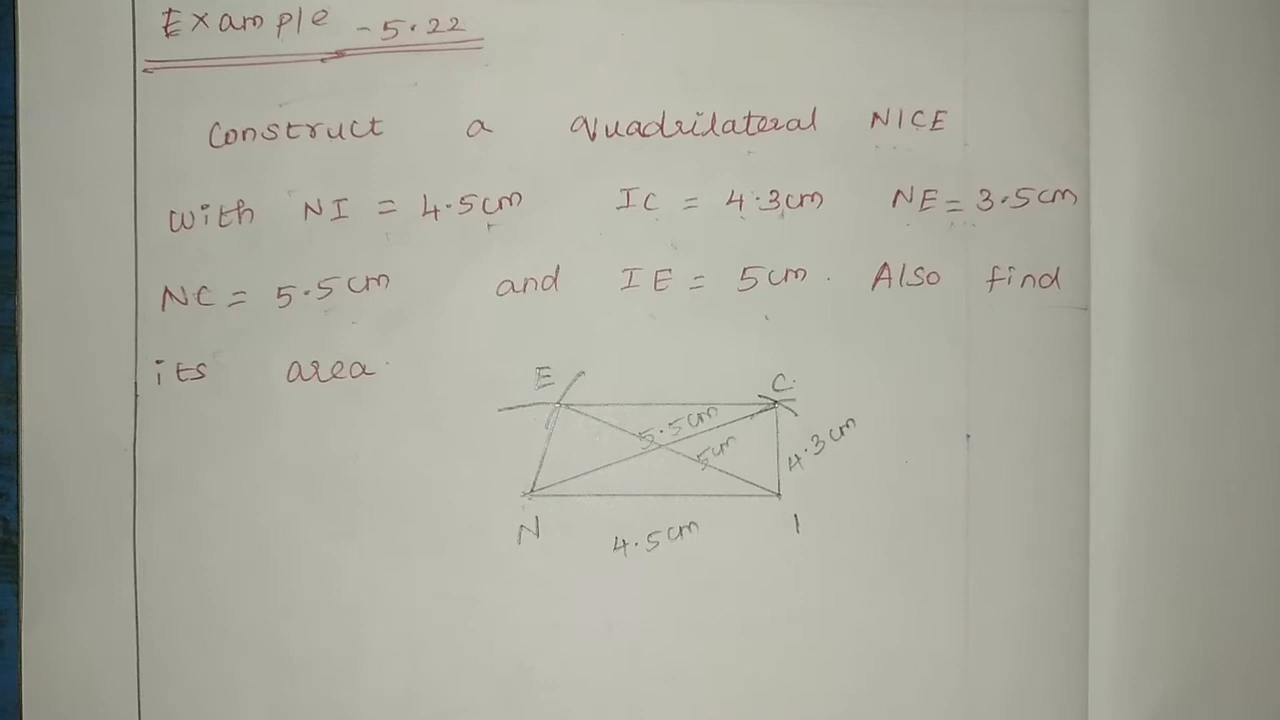 Example - 5.22
Construct a quadrilateral NICE
with NI = 4.5cm IC = 4.3cm NE = 3.5cm
NC = 5.5cm and IE = 5cm. Also find
its area.
E C
5.5cm
5cm
4.3cm
N I
4.5cm